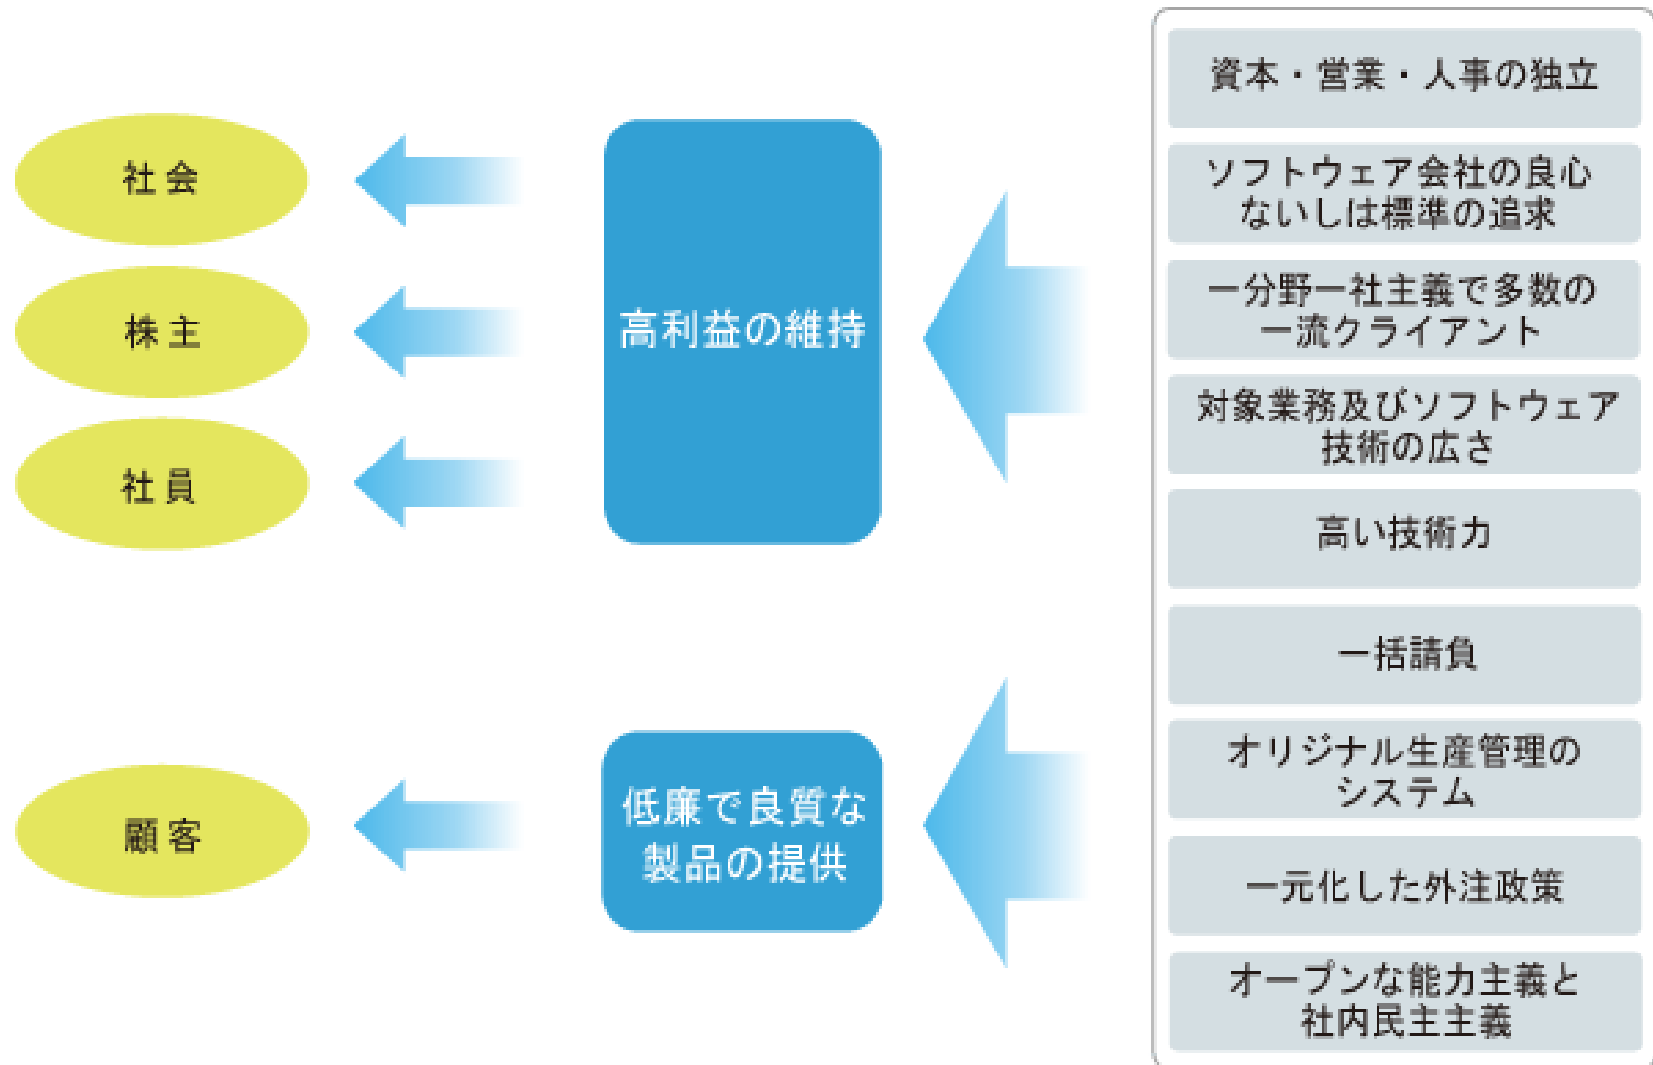 社会
株主
社員
顧客
高利益の維持
低廉で良質な
製品の提供
資本・営業・人事の独立
ソフトウェア会社の良心
ないしは標準の追求
一分野一社主義で多数の
一流クライアント
対象業務及びソフトウェア
技術の広さ
高い技術力
一括請負
オリジナル生産管理の
システム
一元化した外注政策
オープンな能力主義と
社内民主主義